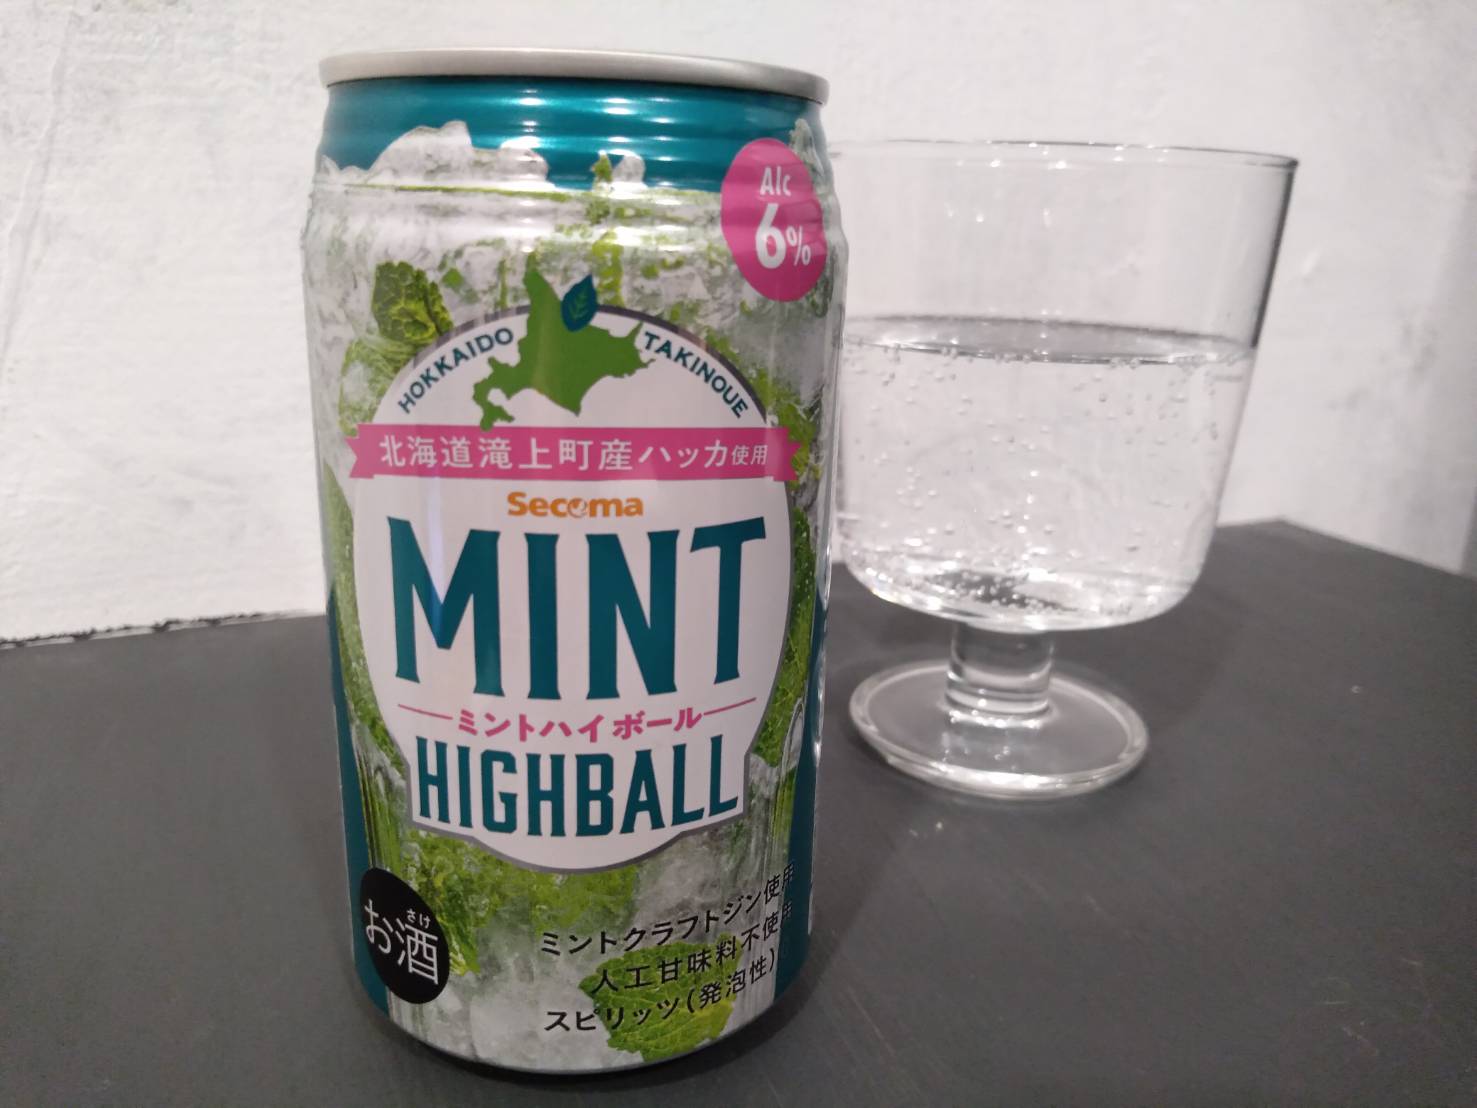 Alc
6%
HOKKAIDO TAKINOUE
北海道滝上町産ハッカ使用
Secoma
MINT
ミントハイボール
HIGHBALL
さけ
お酒
ミントクラフトジン使用
人工甘味料不使用
スピリッツ(発泡性)